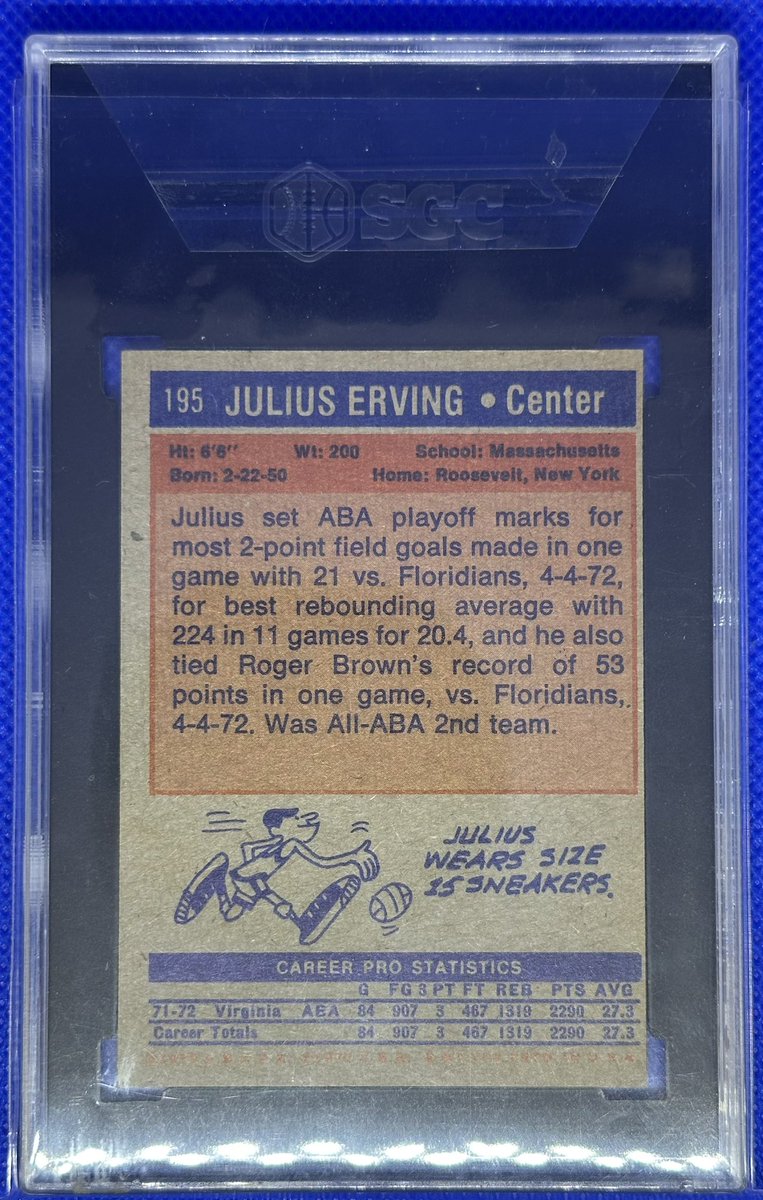 SGC
195 JULIUS ERVING • Center
Ht: 6'6" Wt: 200 School: Massachusetts
Born: 2-22-50 Home: Roosevelt, New York
Julius set ABA playoff marks for
most 2-point field goals made in one
game with 21 vs. Floridians, 4-4-72,
for best rebounding average with
224 in 11 games for 20.4, and he also
tied Roger Brown's record of 53
points in one game, vs. Floridians,
4-4-72. Was All-ABA 2nd team.
JULIUS
WEARS SIZE
15 SNEAKERS.
CAREER PRO STATISTICS
G FG 3 PT FT REB PTS AVG
71-72 Virginia ABA 84 907 3 467 1319 2290 27.3
Career Totals 84 907 3 467 1319 2290 27.3